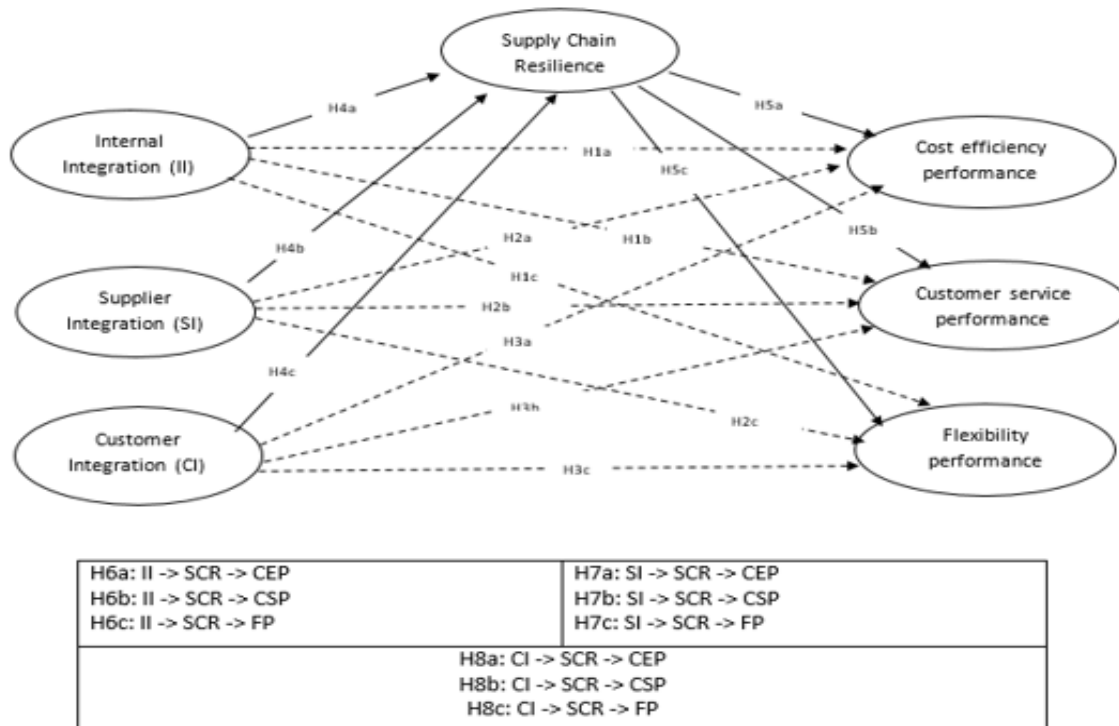 Supply Chain
Resilience
H4a
H5a
Internal
Integration (II)
H1a
Cost efficiency
performance
H5c
H4b
H2a
H1b
H5b
H1c
Supplier
Integration (SI)
H2b
Customer service
performance
H3a
H4c
H3b
H2c
Customer
Integration (CI)
H3c
Flexibility
performance
H6a: II -> SCR -> CEP
H6b: II -> SCR -> CSP
H6c: II -> SCR -> FP
H7a: SI -> SCR -> CEP
H7b: SI -> SCR -> CSP
H7c: SI -> SCR -> FP
H8a: CI -> SCR -> CEP
H8b: CI -> SCR -> CSP
H8c: CI -> SCR -> FP